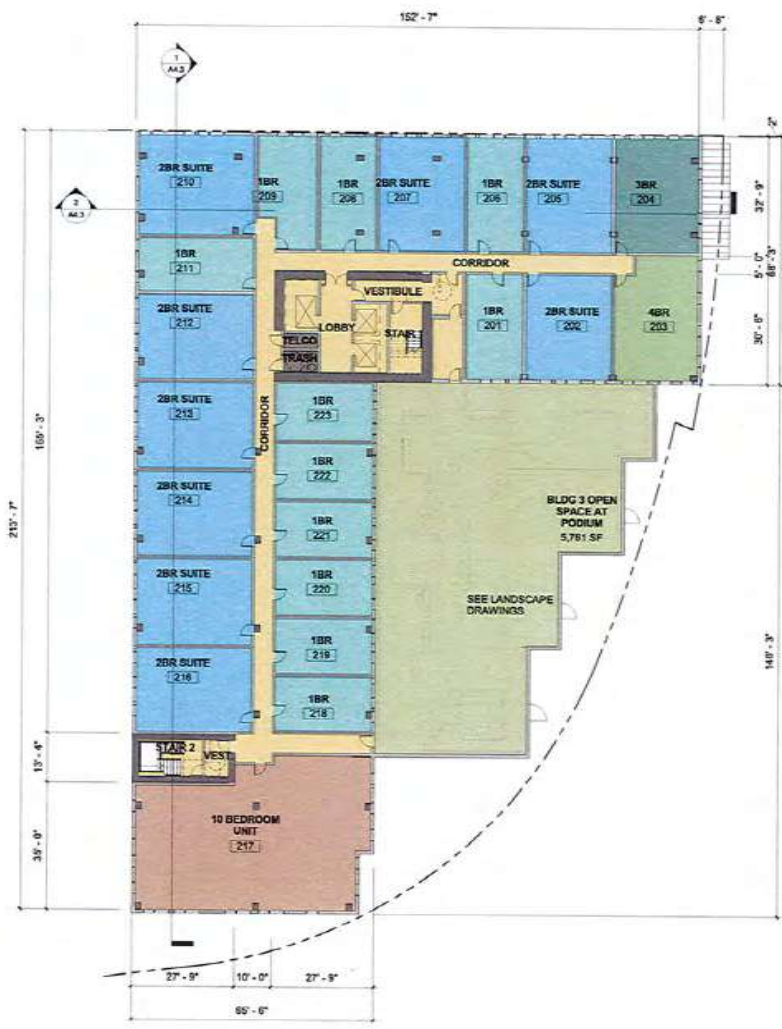 152' - 7"
6' - 8"
1
A4.3
2
A4.3
2BR SUITE
210
1BR
209
1BR
208
2BR SUITE
207
1BR
206
2BR SUITE
205
3BR
204
2'
32' - 9"
5' - 0"
68' - 3"
30' - 6"
1BR
211
CORRIDOR
VESTIBULE
2BR SUITE
212
LOBBY
STAIR 1
TELCO
TRASH
1BR
201
2BR SUITE
202
4BR
203
2BR SUITE
213
CORRIDOR
1BR
223
1BR
222
2BR SUITE
214
1BR
221
BLDG 3 OPEN
SPACE AT
PODIUM
5,761 SF
2BR SUITE
215
1BR
220
SEE LANDSCAPE
DRAWINGS
1BR
219
2BR SUITE
216
1BR
218
STAIR 2
VEST.
10 BEDROOM
UNIT
217
213' - 7"
165' - 3"
13' - 4"
35' - 0"
27' - 9"
10' - 0"
27' - 9"
65' - 6"